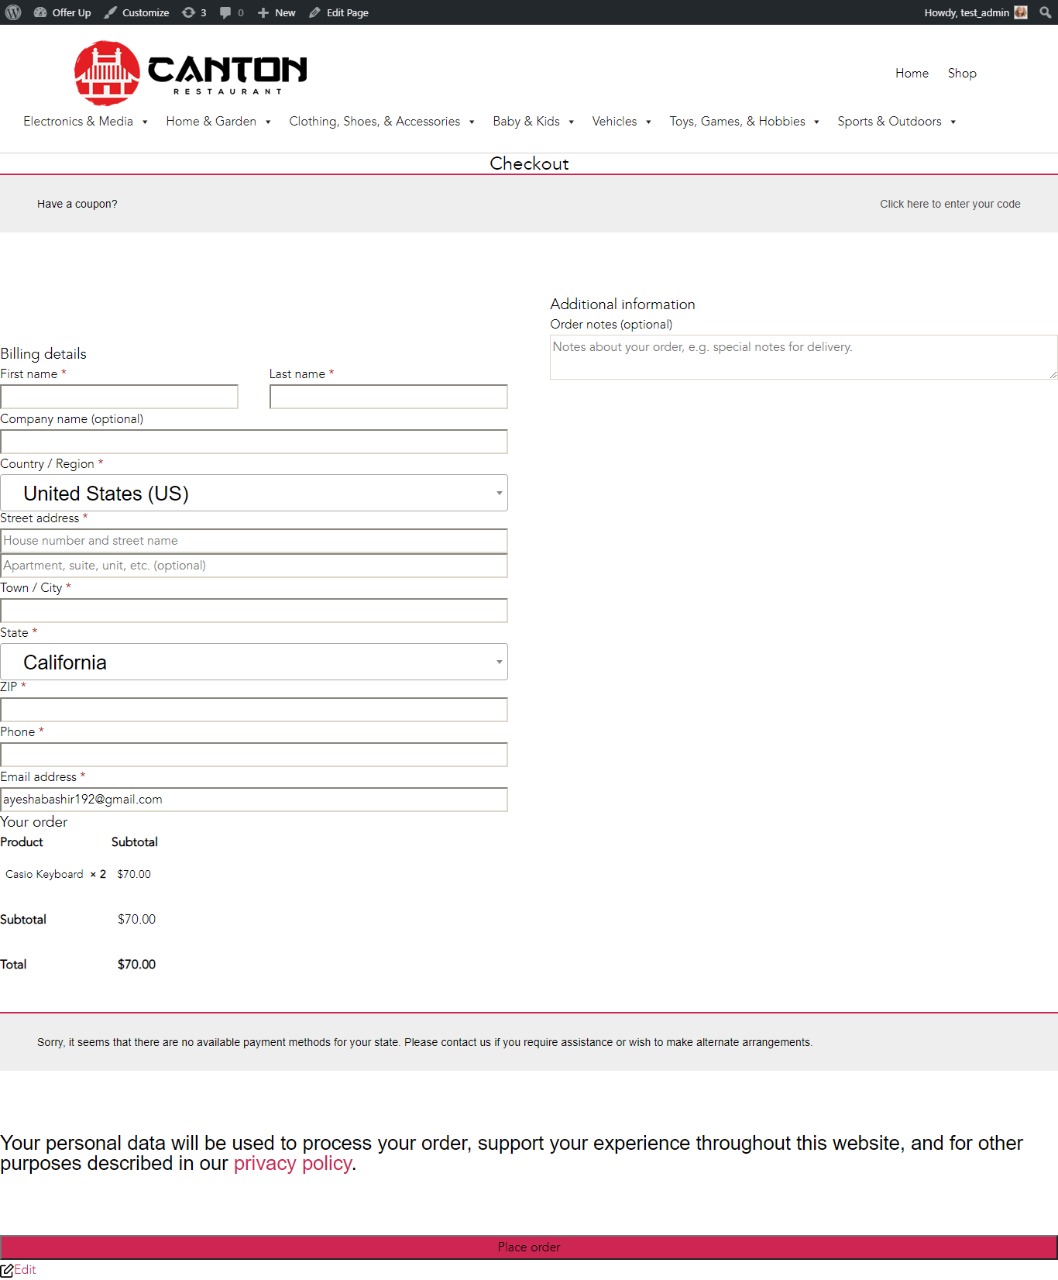 Offer Up Customize 3 0 New Edit Page Howdy, test_admin
CANTON
RESTAURANT
Home Shop
Electronics & Media Home & Garden Clothing, Shoes, & Accessories Baby & Kids Vehicles Toys, Games, & Hobbies Sports & Outdoors
Checkout
Have a coupon? Click here to enter your code
Additional information
Order notes (optional)
Notes about your order, e.g. special notes for delivery.
Billing details
First name * Last name *
Company name (optional)
Country / Region *
United States (US)
Street address *
House number and street name
Apartment, suite, unit, etc. (optional)
Town / City *
State *
California
ZIP *
Phone *
Email address *
ayeshabashir192@gmail.com
Your order
Product Subtotal
Casio Keyboard × 2 $70.00
Subtotal $70.00
Total $70.00
Sorry, it seems that there are no available payment methods for your state. Please contact us if you require assistance or wish to make alternate arrangements.
Your personal data will be used to process your order, support your experience throughout this website, and for other
purposes described in our privacy policy.
Place order
Edit